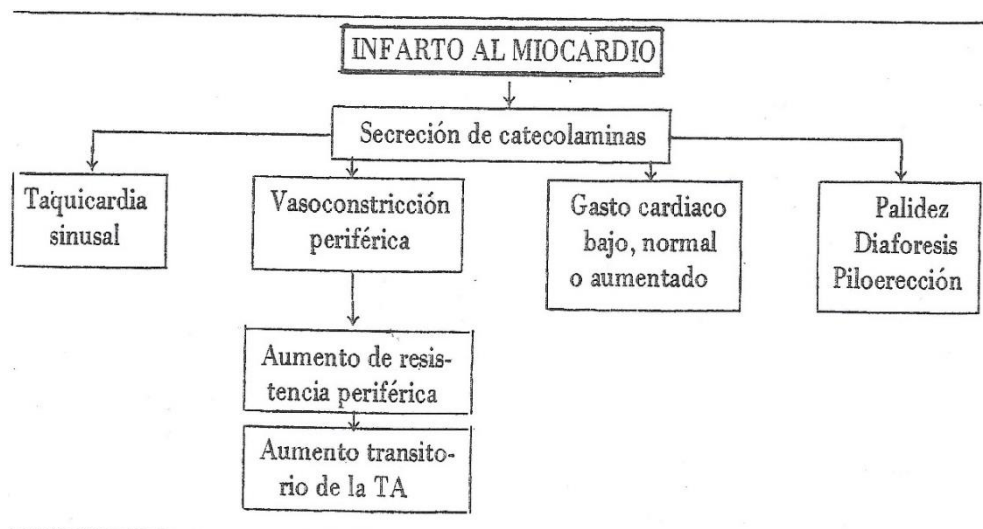 INFARTO AL MIOCARDIO
Secreción de catecolaminas
Taquicardia
sinusal
Vasoconstricción
periférica
Gasto cardiaco
bajo, normal
o aumentado
Palidez
Diaforesis
Piloerección
Aumento de resis-
tencia periférica
Aumento transito-
rio de la TA